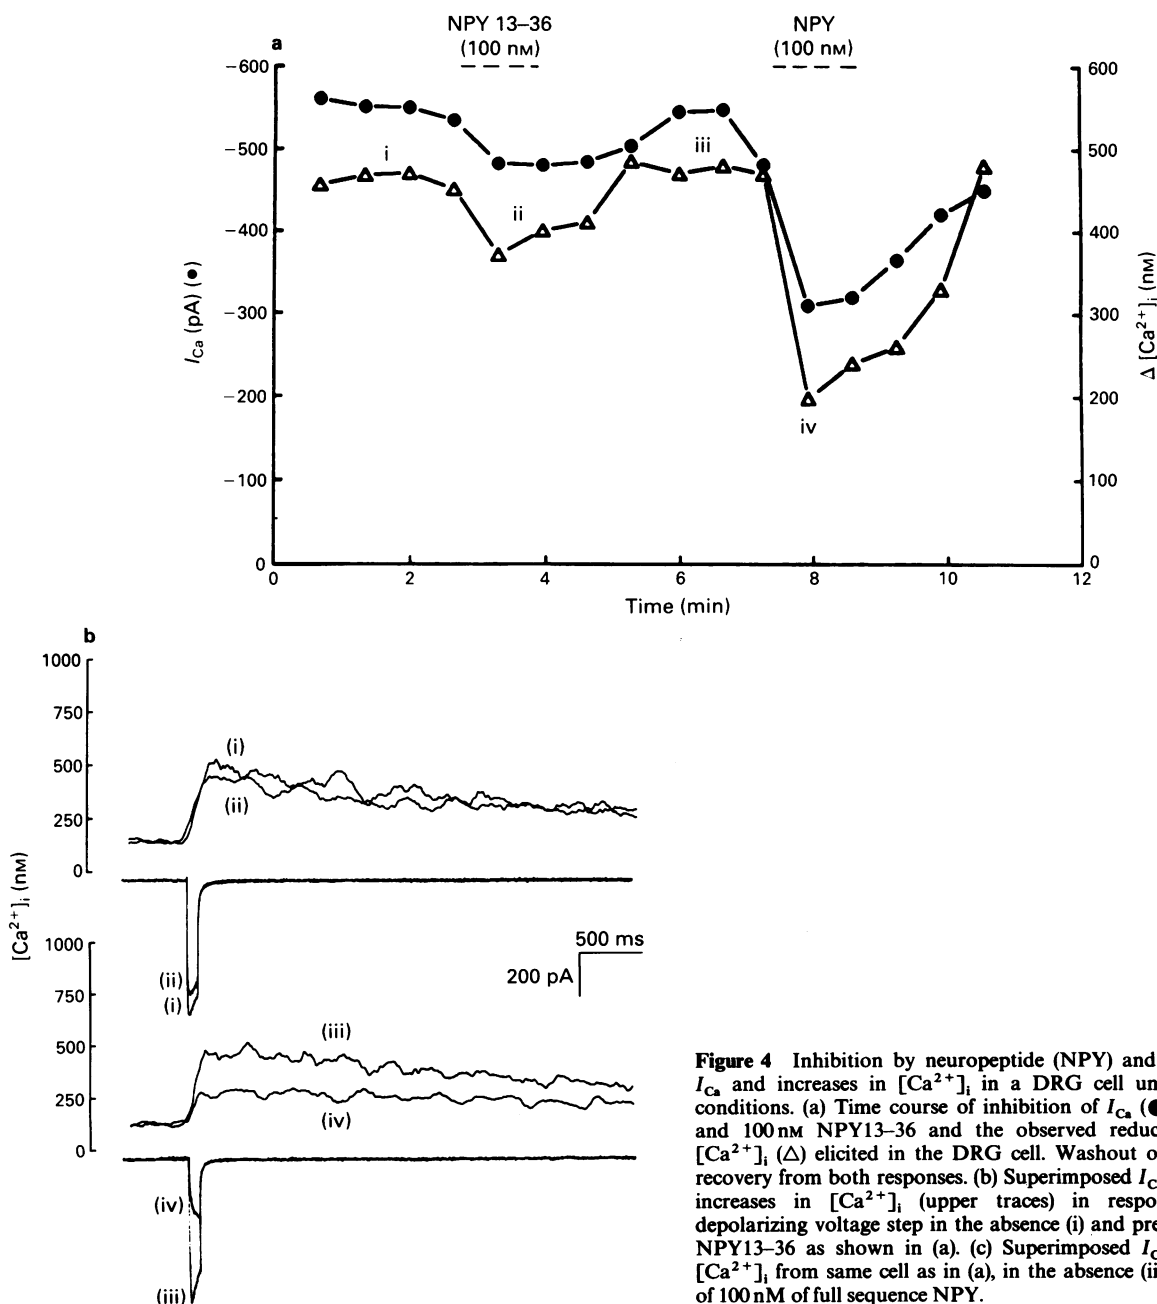 NPY 13–36
(100 nM)
NPY
(100 nM)
a
−600
−500
−400
−300
−200
−100
0
I_Ca (pA) (●)
600
500
400
300
200
100
0
Δ [Ca²⁺]ᵢ (nM)
i
ii
iii
iv
0 2 4 6 8 10 12
Time (min)
b
1000
750
500
250
0
(i)
(ii)
(ii)
(i)
[Ca²⁺]ᵢ (nM)
500 ms
200 pA
1000
750
500
250
0
(iii)
(iv)
(iv)
(iii)
Figure 4 Inhibition by neuropeptide (NPY) and
I_Ca and increases in [Ca²⁺]ᵢ in a DRG cell un
conditions. (a) Time course of inhibition of I_Ca (●
and 100 nM NPY13–36 and the observed reduc
[Ca²⁺]ᵢ (△) elicited in the DRG cell. Washout o
recovery from both responses. (b) Superimposed I_C
increases in [Ca²⁺]ᵢ (upper traces) in respo
depolarizing voltage step in the absence (i) and pre
NPY13–36 as shown in (a). (c) Superimposed I_C
[Ca²⁺]ᵢ from same cell as in (a), in the absence (ii
of 100 nM of full sequence NPY.